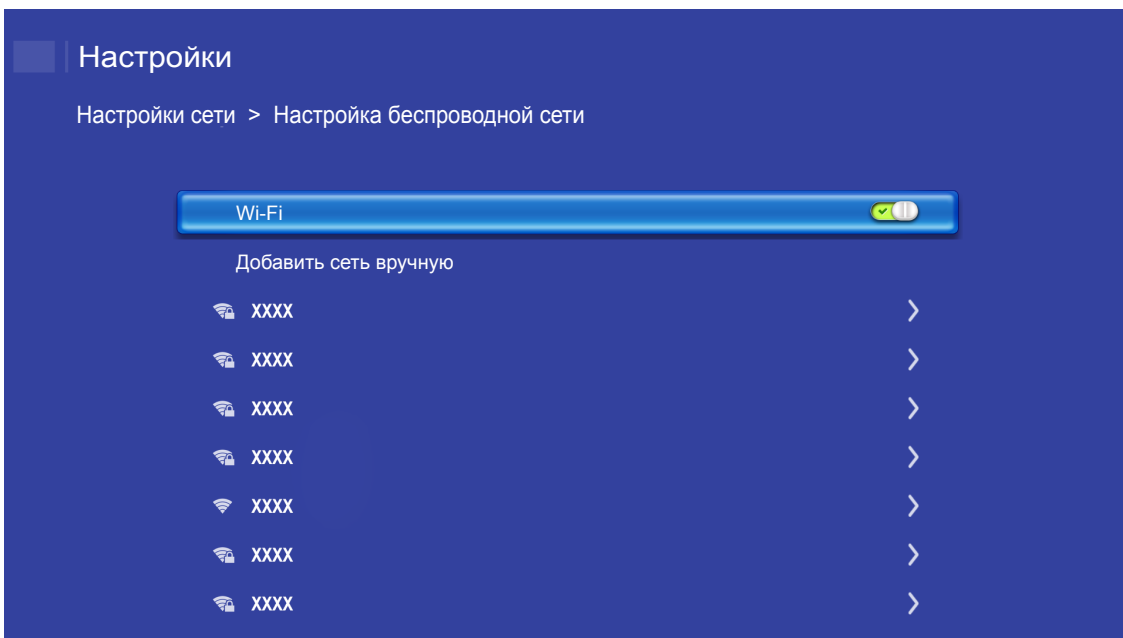 Настройки
Настройки сети > Настройка беспроводной сети
Wi-Fi
Добавить сеть вручную
XXXX
XXXX
XXXX
XXXX
XXXX
XXXX
XXXX